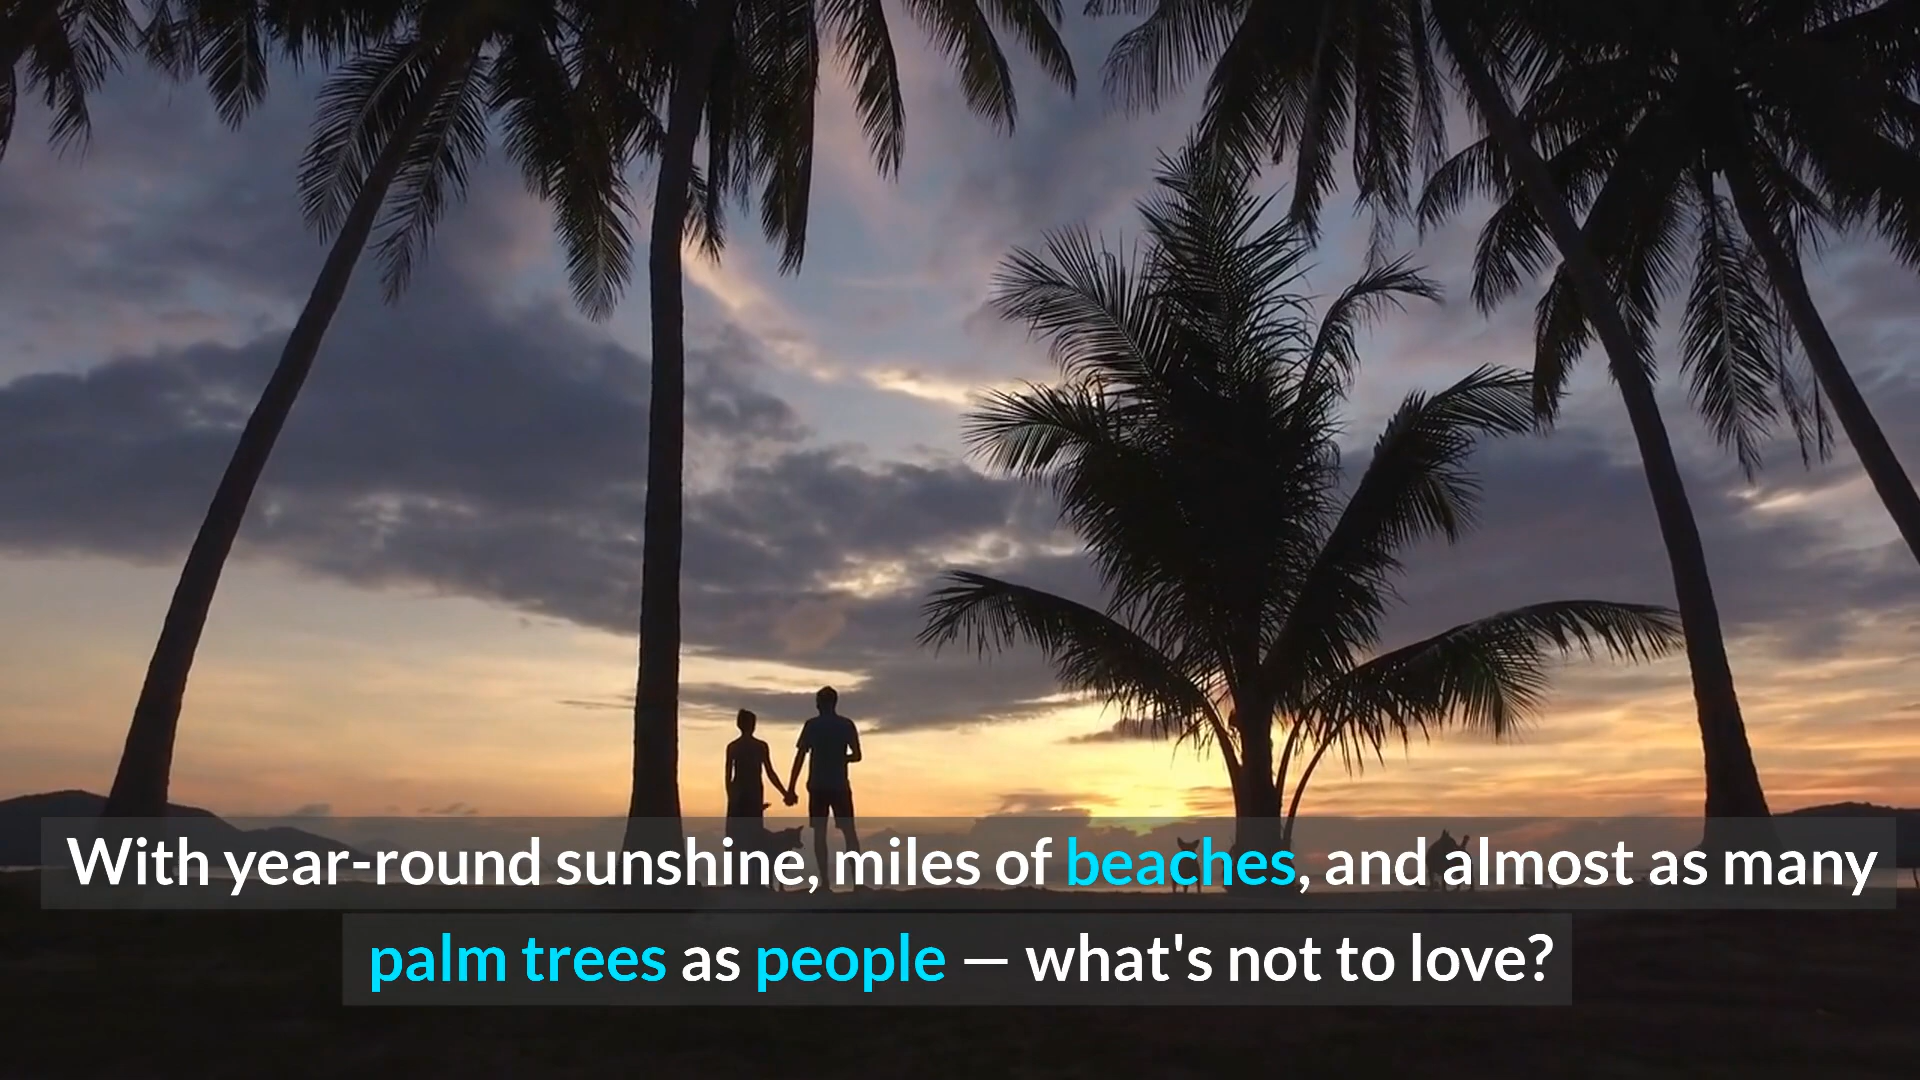 With year-round sunshine, miles of beaches, and almost as many
palm trees as people — what's not to love?